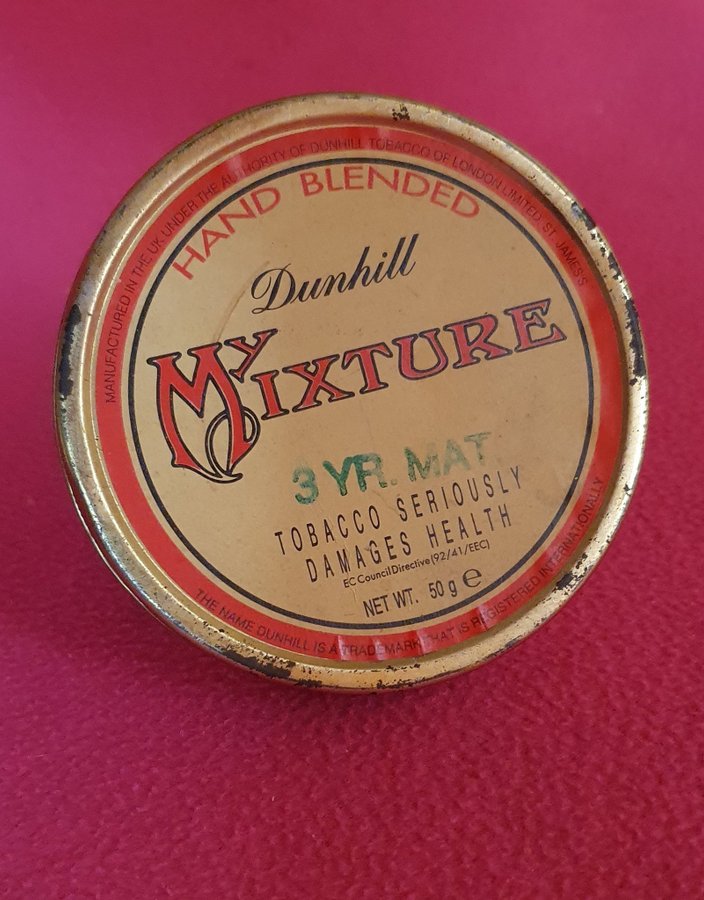 MANUFACTURED IN THE UK UNDER THE AUTHORITY OF DUNHILL TOBACCO OF LONDON LIMITED, ST. JAMES'S
HAND BLENDED
Dunhill
My MIXTURE
3 YR. MAT.
TOBACCO SERIOUSLY
DAMAGES HEALTH
EC Council Directive (92/41/EEC)
NET WT. 50 g ℮
THE NAME DUNHILL IS A TRADEMARK THAT IS REGISTERED INTERNATIONALLY